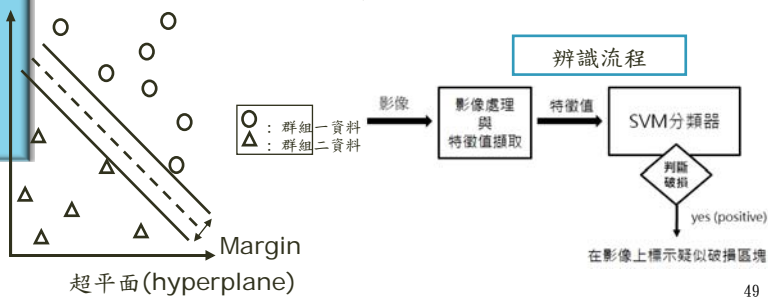 辨識流程
○ : 群組一資料
△ : 群組二資料
影像
影像處理
與
特徵值擷取
特徵值
SVM分類器
判斷
破損
yes (positive)
在影像上標示疑似破損區塊
Margin
超平面(hyperplane)
49